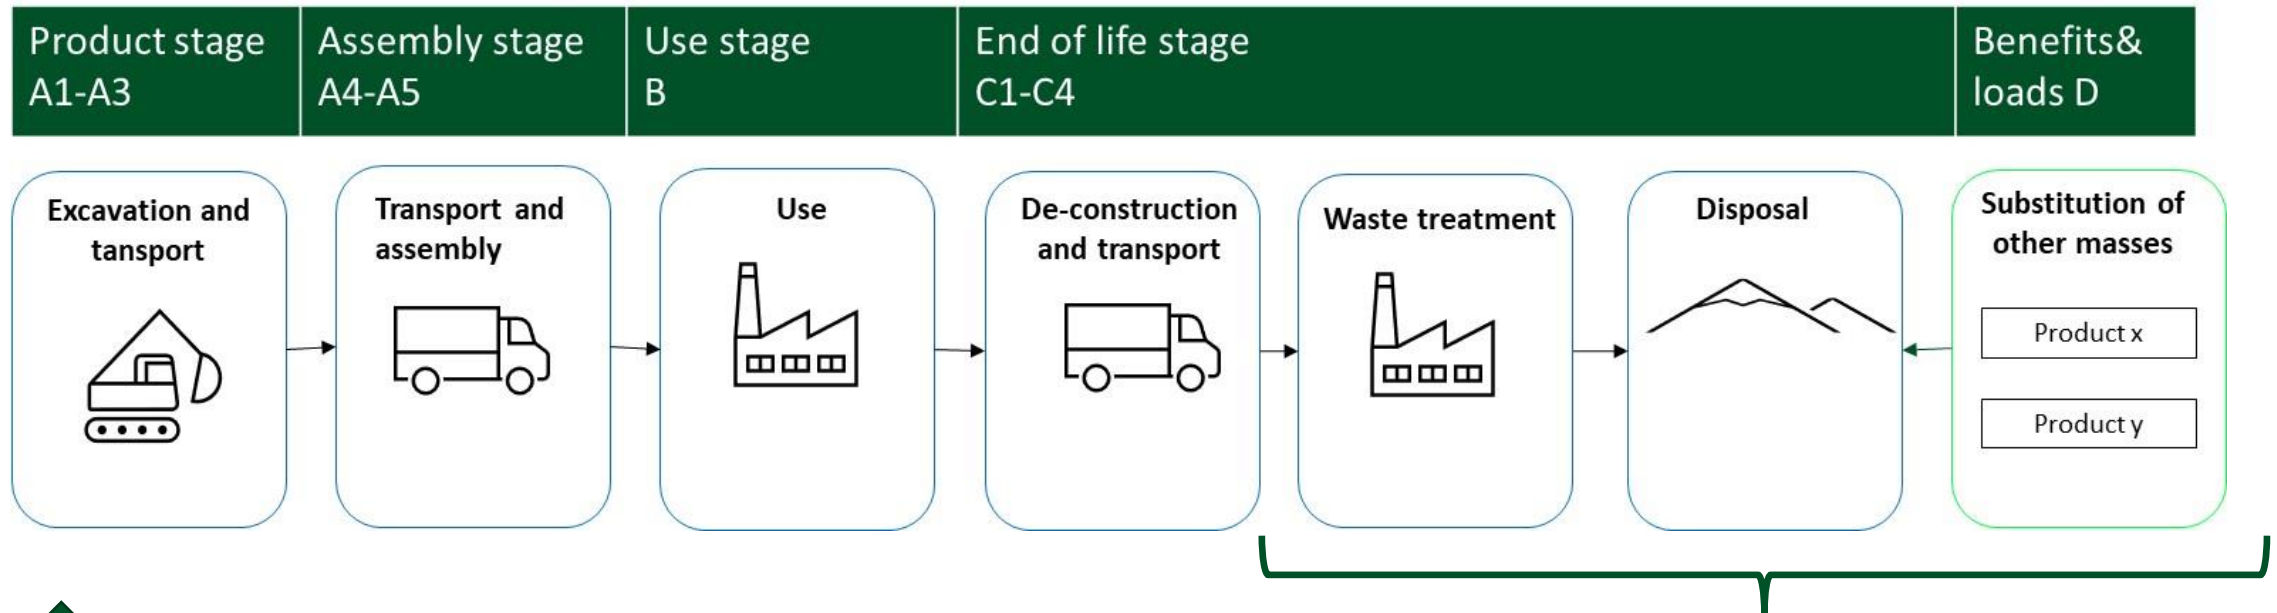 Product stage
A1-A3
Assembly stage
A4-A5
Use stage
B
End of life stage
C1-C4
Benefits&
loads D
Excavation and
tansport
Transport and
assembly
Use
De-construction
and transport
Waste treatment
Disposal
Substitution of
other masses
Product x
Product y